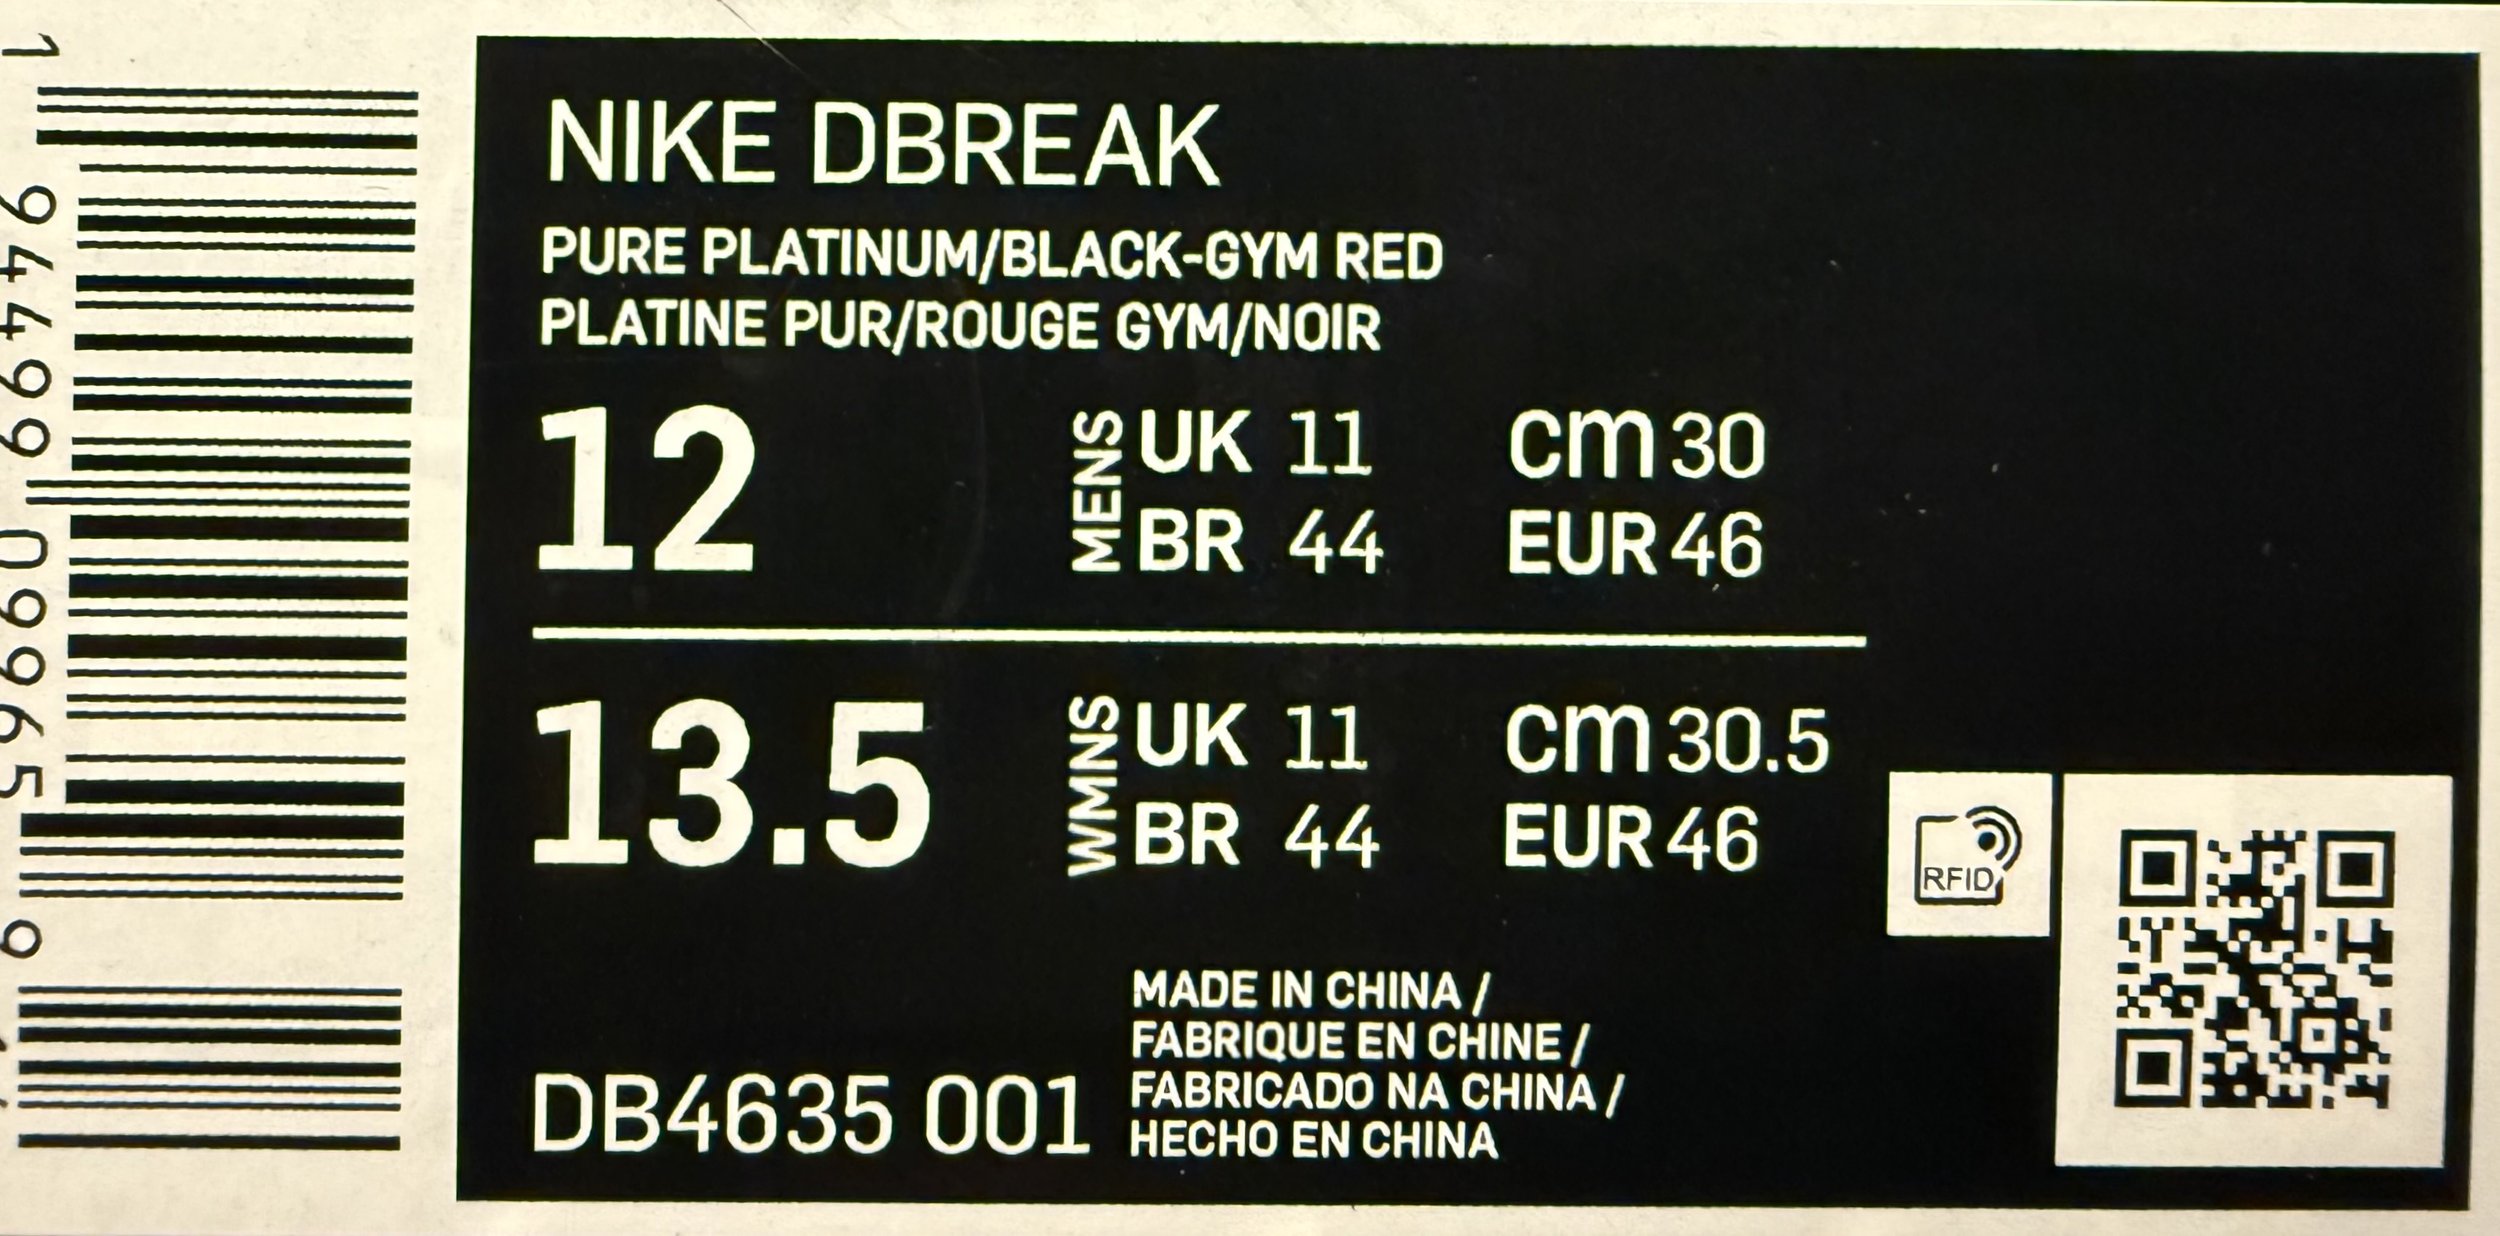 NIKE DBREAK
PURE PLATINUM/BLACK-GYM RED
PLATINE PUR/ROUGE GYM/NOIR
12 MENS UK 11 cm 30
BR 44 EUR 46
13.5 WMNS UK 11 cm 30.5
BR 44 EUR 46
RFID
MADE IN CHINA /
FABRIQUE EN CHINE /
FABRICADO NA CHINA /
HECHO EN CHINA
DB4635 001
1 94499 09965 9